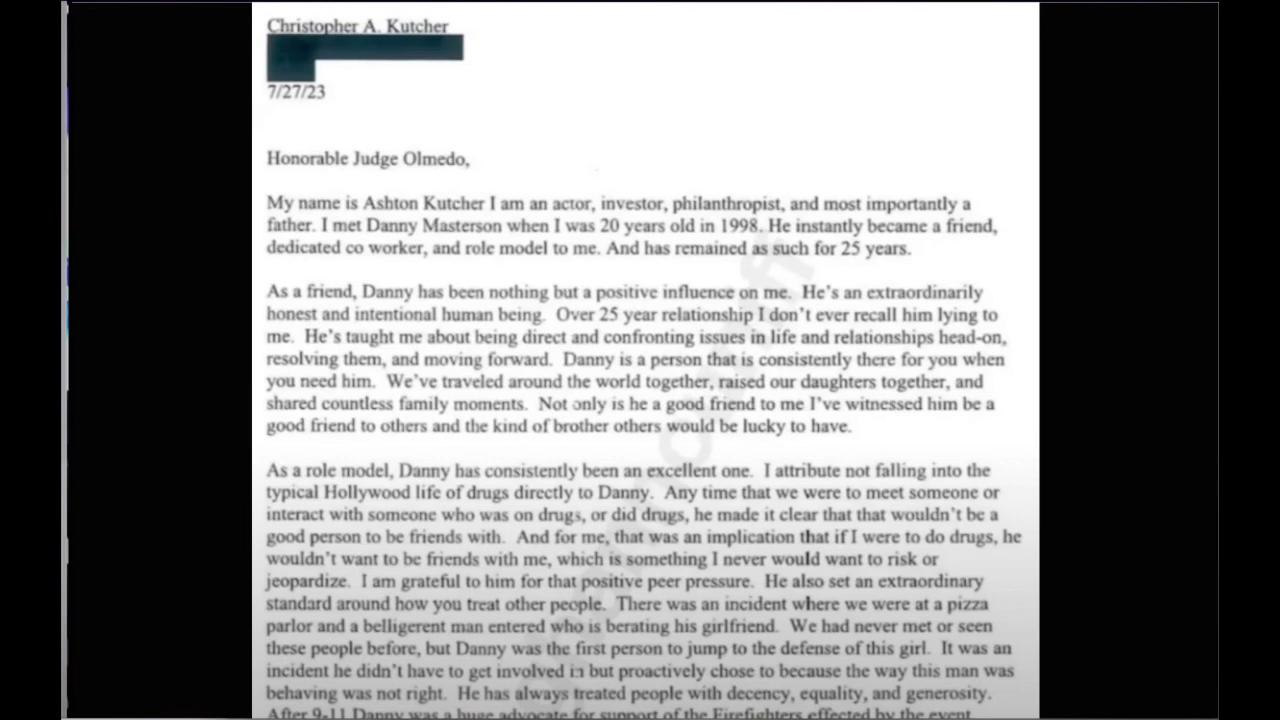 Christopher A. Kutcher
7/27/23
Honorable Judge Olmedo,
My name is Ashton Kutcher I am an actor, investor, philanthropist, and most importantly a
father. I met Danny Masterson when I was 20 years old in 1998. He instantly became a friend,
dedicated co worker, and role model to me. And has remained as such for 25 years.
As a friend, Danny has been nothing but a positive influence on me. He's an extraordinarily
honest and intentional human being. Over 25 year relationship I don't ever recall him lying to
me. He's taught me about being direct and confronting issues in life and relationships head-on,
resolving them, and moving forward. Danny is a person that is consistently there for you when
you need him. We've traveled around the world together, raised our daughters together, and
shared countless family moments. Not only is he a good friend to me I've witnessed him be a
good friend to others and the kind of brother others would be lucky to have.
As a role model, Danny has consistently been an excellent one. I attribute not falling into the
typical Hollywood life of drugs directly to Danny. Any time that we were to meet someone or
interact with someone who was on drugs, or did drugs, he made it clear that that wouldn't be a
good person to be friends with. And for me, that was an implication that if I were to do drugs, he
wouldn't want to be friends with me, which is something I never would want to risk or
jeopardize. I am grateful to him for that positive peer pressure. He also set an extraordinary
standard around how you treat other people. There was an incident where we were at a pizza
parlor and a belligerent man entered who is berating his girlfriend. We had never met or seen
these people before, but Danny was the first person to jump to the defense of this girl. It was an
incident he didn't have to get involved in but proactively chose to because the way this man was
behaving was not right. He has always treated people with decency, equality, and generosity.
After 9-11 Danny was a huge advocate for support of the Firefighters effected by the event